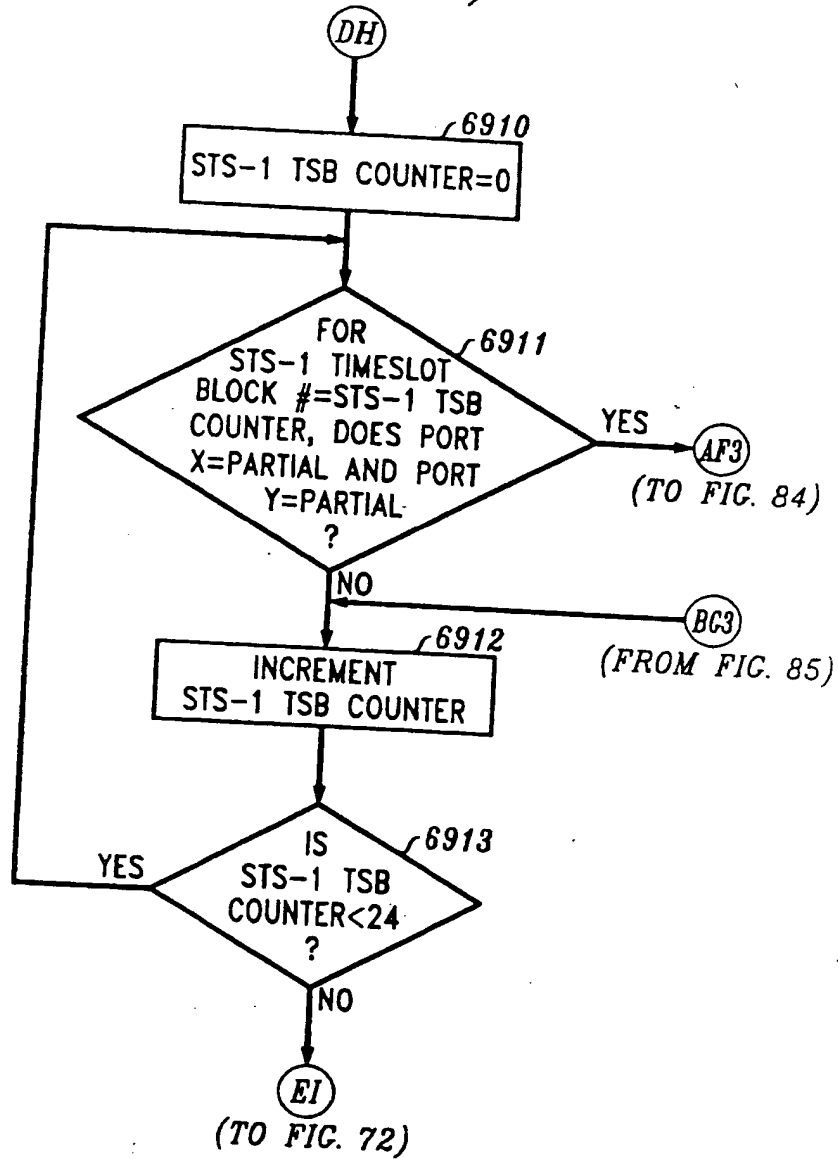 DH
6910
STS-1 TSB COUNTER=0
6911
FOR
STS-1 TIMESLOT
BLOCK #=STS-1 TSB
COUNTER, DOES PORT
X=PARTIAL AND PORT
Y=PARTIAL
?
YES
AF3
(TO FIG. 84)
NO
BG3
(FROM FIG. 85)
6912
INCREMENT
STS-1 TSB COUNTER
6913
IS
STS-1 TSB
COUNTER<24
?
YES
NO
EI
(TO FIG. 72)